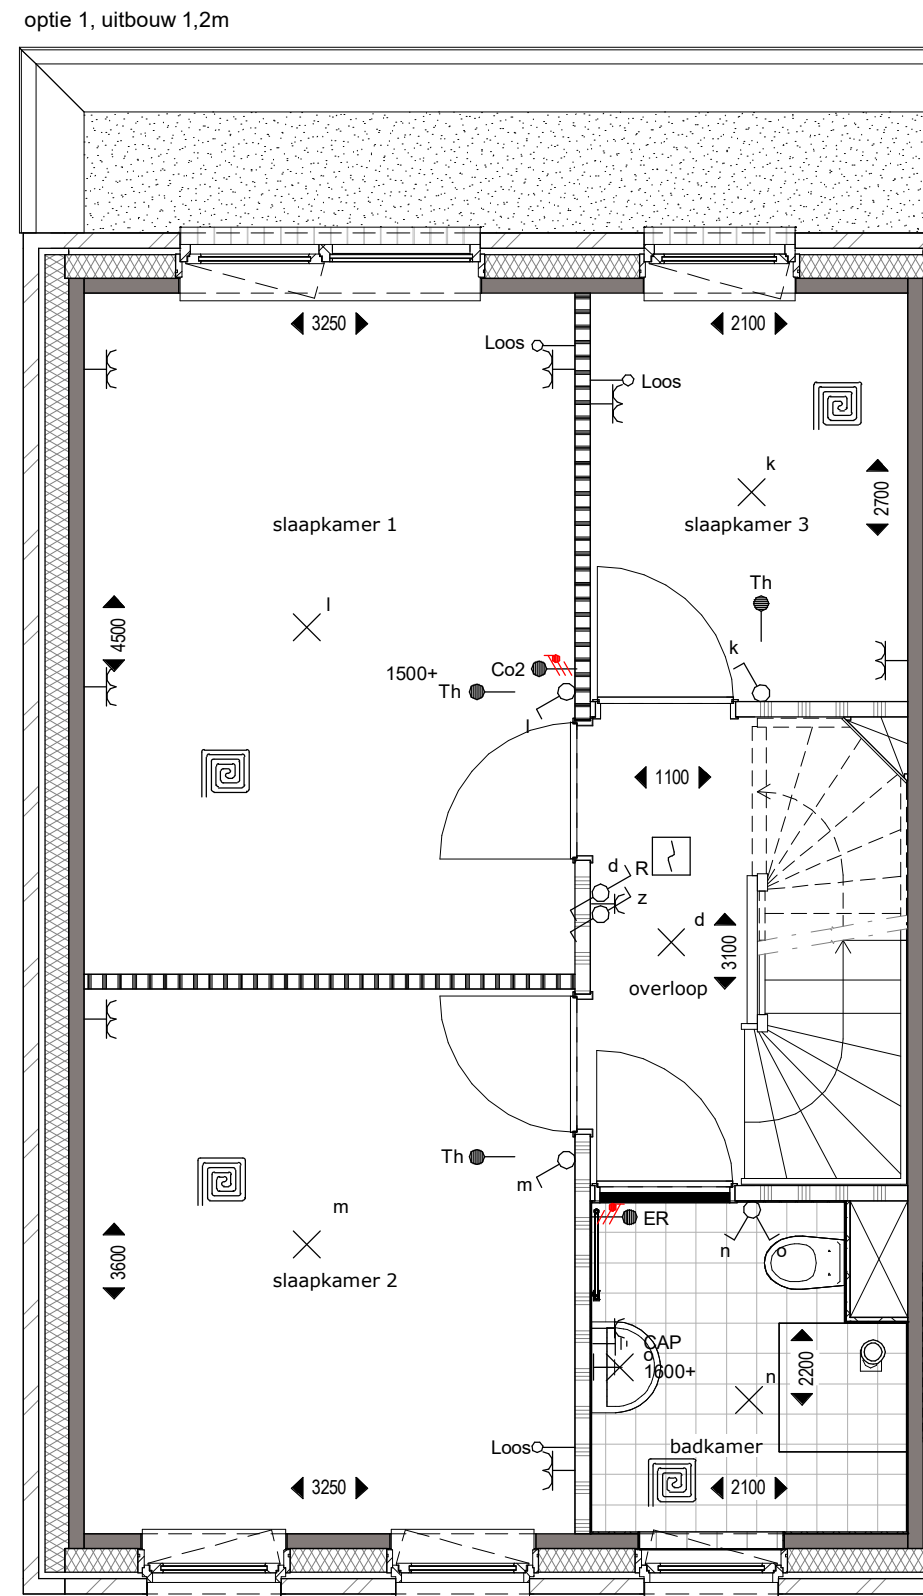 optie 1, uitbouw 1,2m
3250
2100
Loos
Loos
k
2700
slaapkamer 1
slaapkamer 3
Th
l
4500
k
1500+
Co2
Th
l
1100
d
R
z
d
3100
overloop
Th
m
m
ER
n
o
3600
slaapkamer 2
CAP
o
1600+
2200
n
Loos
badkamer
3250
2100